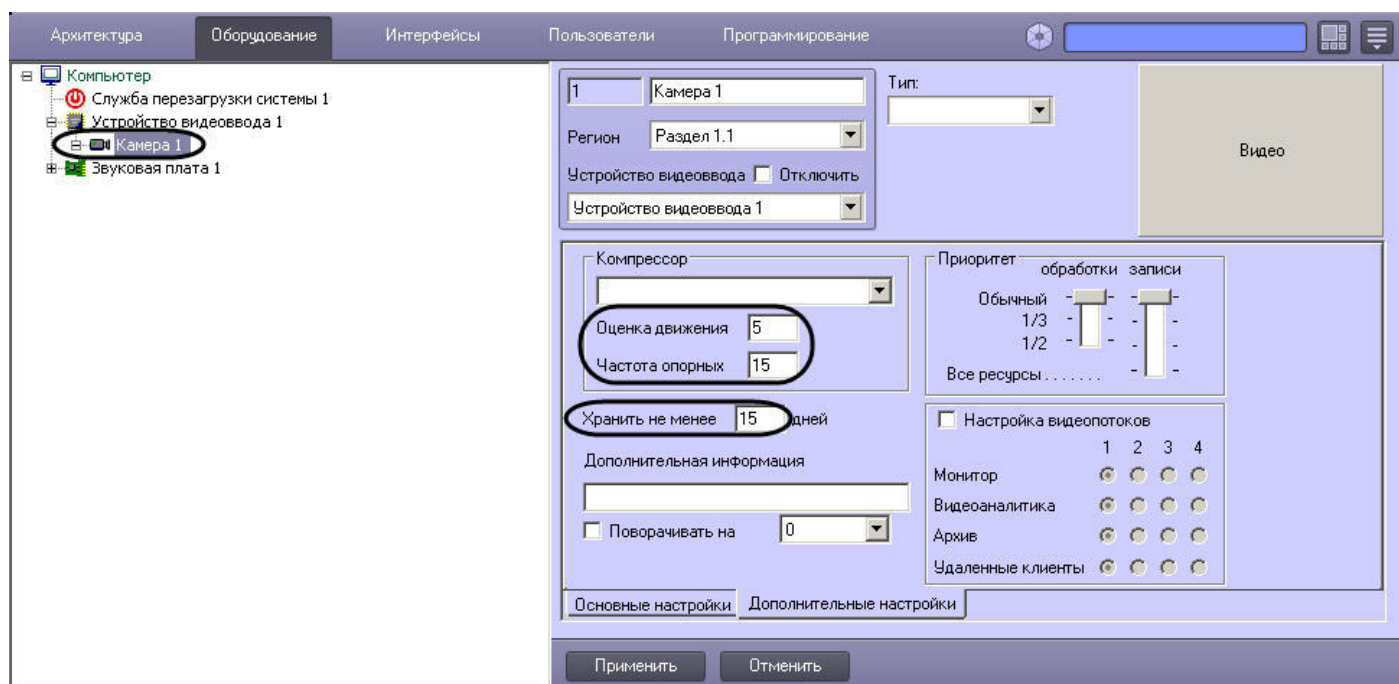 Архитектура Оборудование Интерфейсы Пользователи Программирование
Компьютер
Служба перезагрузки системы 1
Устройство видеоввода 1
Камера 1
Звуковая плата 1
1 Камера 1
Тип:
Регион Раздел 1.1
Устройство видеоввода Отключить
Устройство видеоввода 1
Видео
Компрессор
Оценка движения 5
Частота опорных 15
Хранить не менее 15 дней
Дополнительная информация
Поворачивать на 0
Приоритет
обработки записи
Обычный
1/3
1/2
Все ресурсы . . . . . . .
Настройка видеопотоков
1 2 3 4
Монитор
Видеоаналитика
Архив
Удаленные клиенты
Основные настройки Дополнительные настройки
Применить Отменить